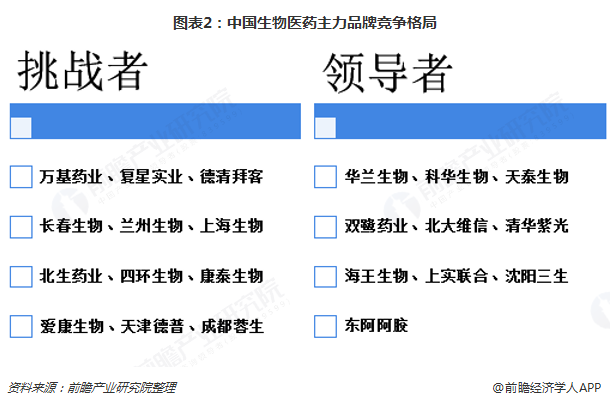 图表2：中国生物医药主力品牌竞争格局
挑战者
万基药业、复星实业、德清拜客
长春生物、兰州生物、上海生物
北生药业、四环生物、康泰生物
爱康生物、天津德普、成都蓉生
领导者
华兰生物、科华生物、天泰生物
双鹭药业、北大维信、清华紫光
海王生物、上实联合、沈阳三生
东阿阿胶
资料来源：前瞻产业研究院整理
@前瞻经济学人APP
前瞻产业研究院